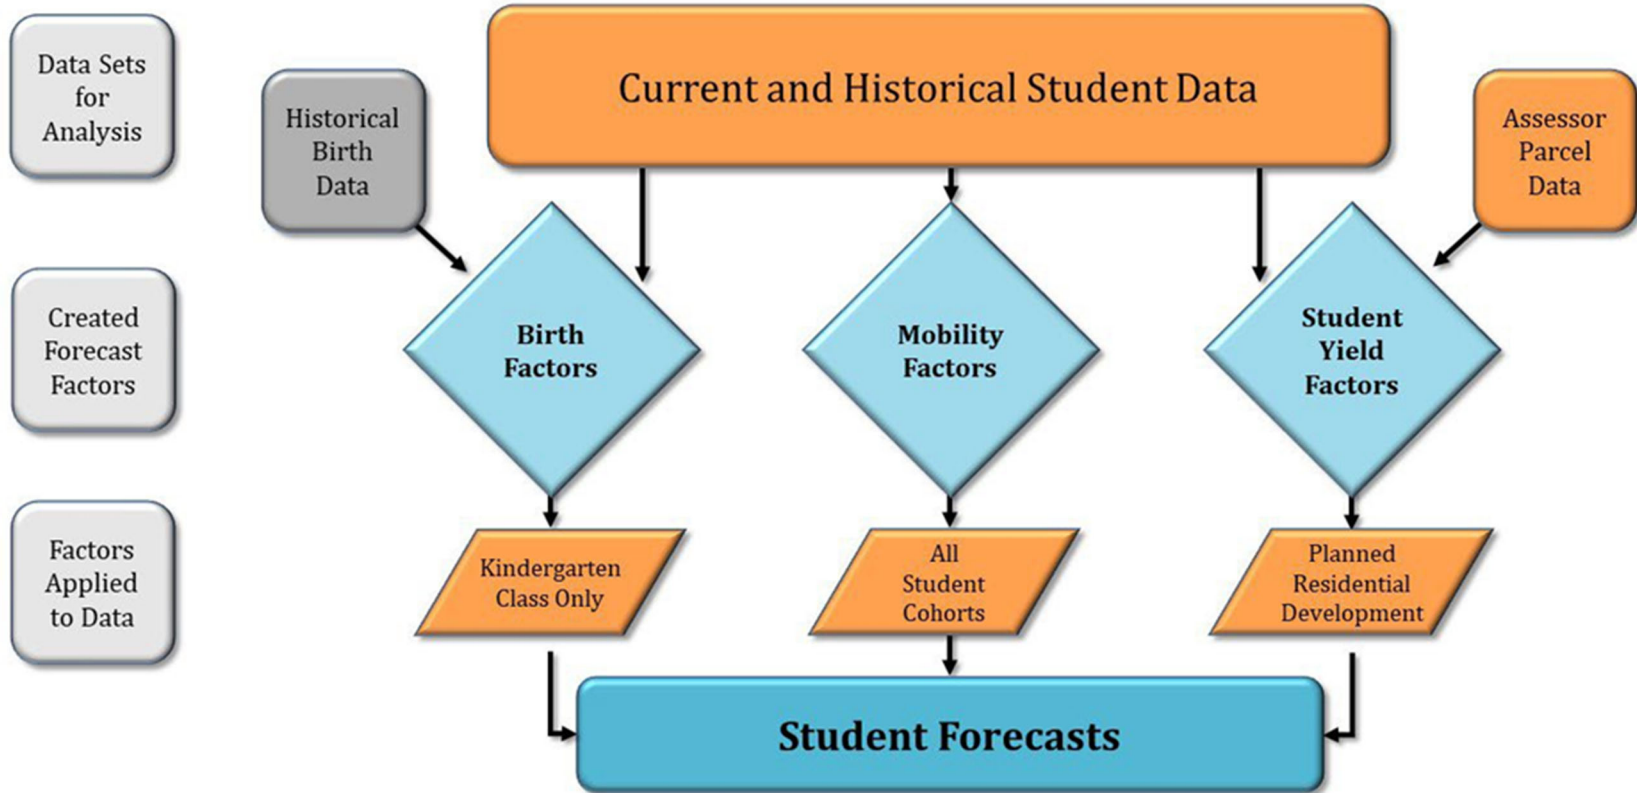 Data Sets
for
Analysis
Historical
Birth
Data
Current and Historical Student Data
Assessor
Parcel
Data
Created
Forecast
Factors
Birth
Factors
Mobility
Factors
Student
Yield
Factors
Factors
Applied
to Data
Kindergarten
Class Only
All
Student
Cohorts
Planned
Residential
Development
Student Forecasts